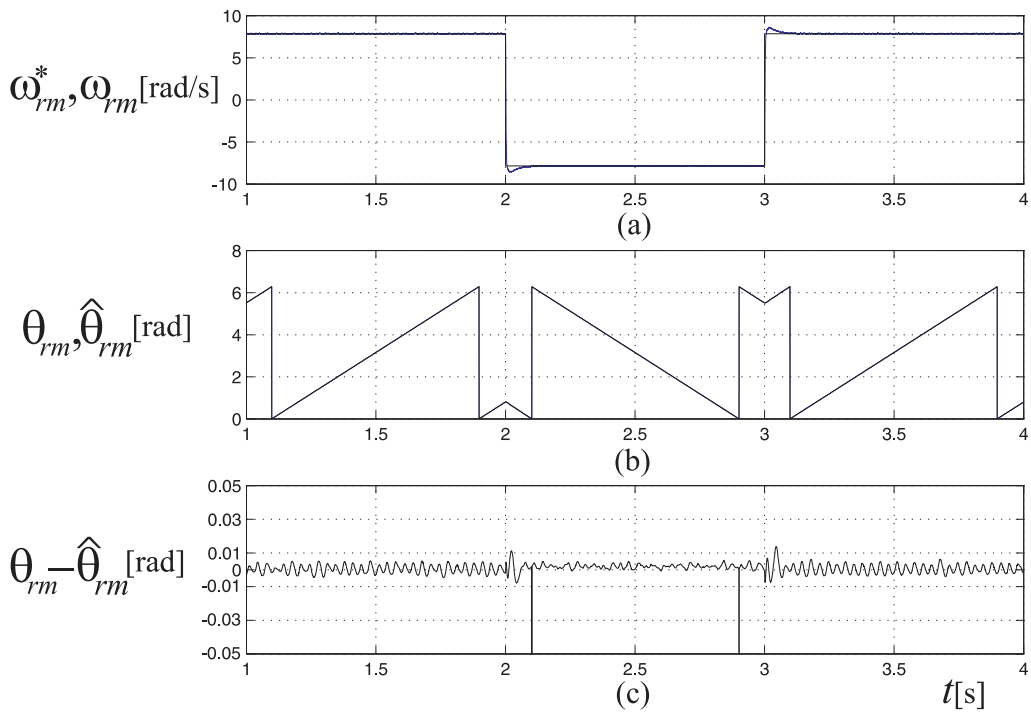 ω*rm, ωrm [rad/s]
10
5
0
-5
-10
1 1.5 2 2.5 3 3.5 4
(a)
θrm, θ̂rm [rad]
8
6
4
2
0
1 1.5 2 2.5 3 3.5 4
(b)
θrm–θ̂rm [rad]
0.05
0.03
0.01
0
-0.01
-0.03
-0.05
1 1.5 2 2.5 3 3.5 4
(c)
t[s]